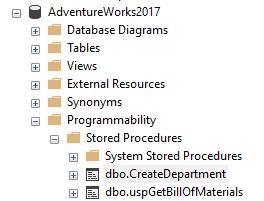 AdventureWorks2017
Database Diagrams
Tables
Views
External Resources
Synonyms
Programmability
Stored Procedures
System Stored Procedures
dbo.CreateDepartment
dbo.uspGetBillOfMaterials